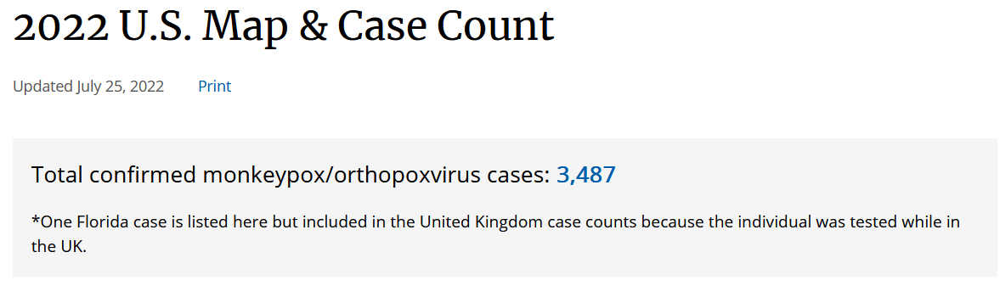 2022 U.S. Map & Case Count
Updated July 25, 2022 Print
Total confirmed monkeypox/orthopoxvirus cases: 3,487
*One Florida case is listed here but included in the United Kingdom case counts because the individual was tested while in
the UK.